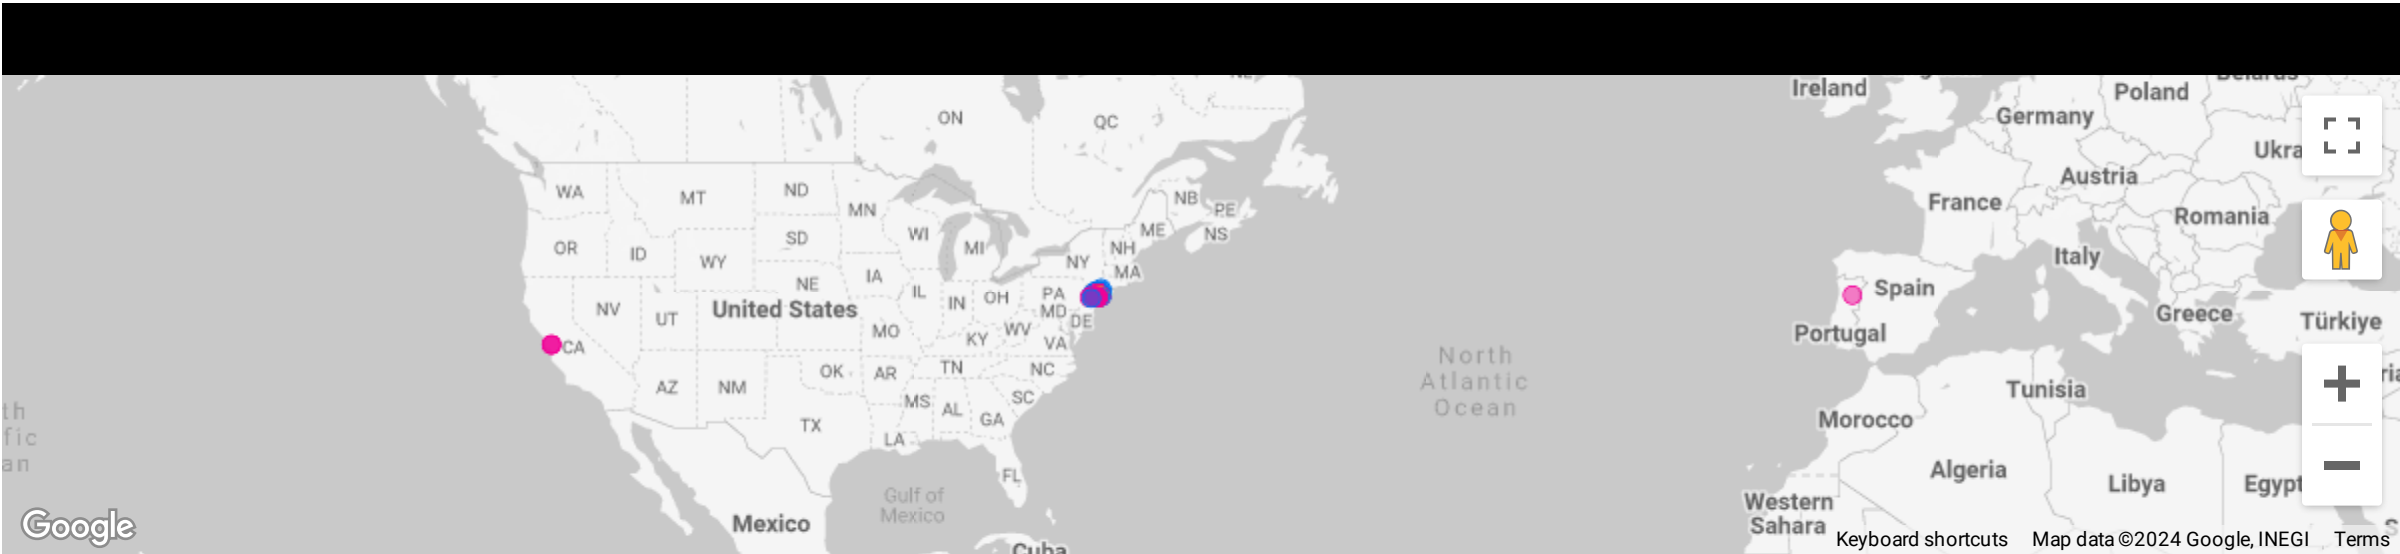 Ireland
Belarus
Poland
ON
QC
Germany
Ukra
WA
MT
ND
MN
NB
PE
Austria
France
Romania
OR
ID
WY
SD
WI
MI
ME
NS
NH
NY
MA
Italy
NE
IA
IL
IN
OH
PA
MD
DE
Spain
NV
UT
United States
MO
KY
WV
VA
Greece
Türkiye
Portugal
CA
AZ
NM
OK
AR
TN
NC
North
Atlantic
Ocean
Tunisia
TX
MS
AL
GA
SC
LA
Morocco
FL
Algeria
Libya
Egypt
th
fic
an
Gulf of
Mexico
Western
Sahara
Mexico
Cuba
Google
Keyboard shortcuts
Map data ©2024 Google, INEGI
Terms